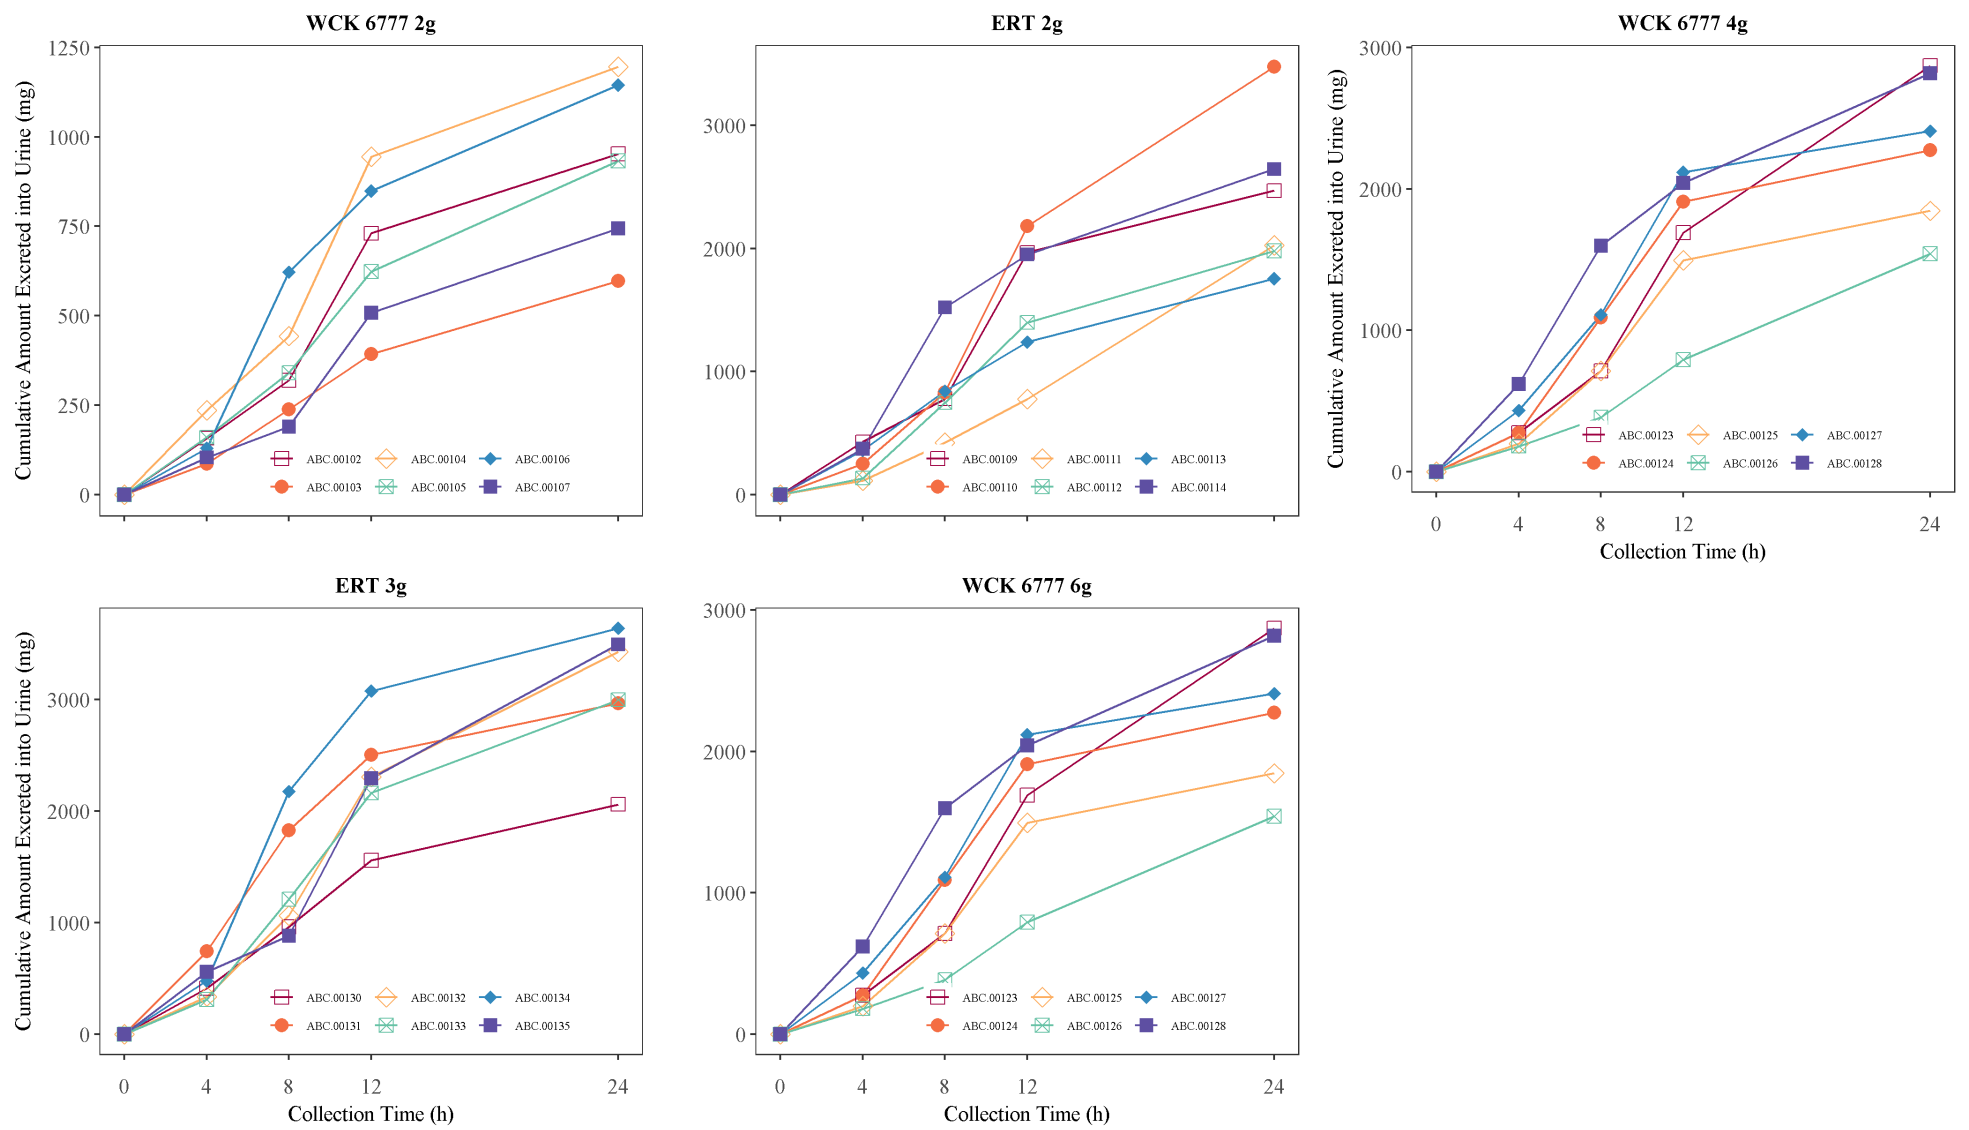 WCK 6777 2g
ERT 2g
WCK 6777 4g
Cumulative Amount Excreted into Urine (mg)
1250
1000
750
500
250
0
ABC.00102
ABC.00104
ABC.00106
ABC.00103
ABC.00105
ABC.00107
3000
2000
1000
0
ABC.00109
ABC.00111
ABC.00113
ABC.00110
ABC.00112
ABC.00114
Cumulative Amount Excreted into Urine (mg)
3000
2000
1000
0
ABC.00123
ABC.00125
ABC.00127
ABC.00124
ABC.00126
ABC.00128
0 4 8 12 24
Collection Time (h)
ERT 3g
WCK 6777 6g
Cumulative Amount Excreted into Urine (mg)
3000
2000
1000
0
ABC.00130
ABC.00132
ABC.00134
ABC.00131
ABC.00133
ABC.00135
0 4 8 12 24
Collection Time (h)
3000
2000
1000
0
ABC.00123
ABC.00125
ABC.00127
ABC.00124
ABC.00126
ABC.00128
0 4 8 12 24
Collection Time (h)